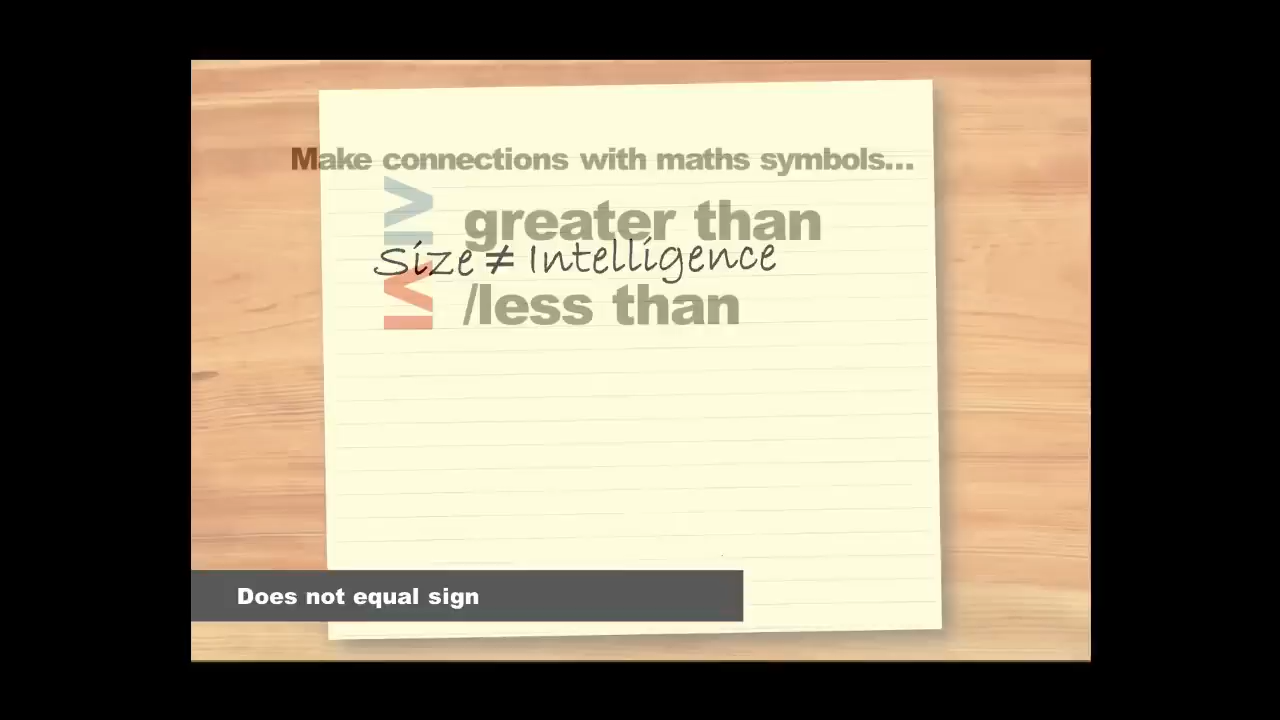 Make connections with maths symbols...
≥ greater than
Size ≠ Intelligence
≤ /less than
Does not equal sign